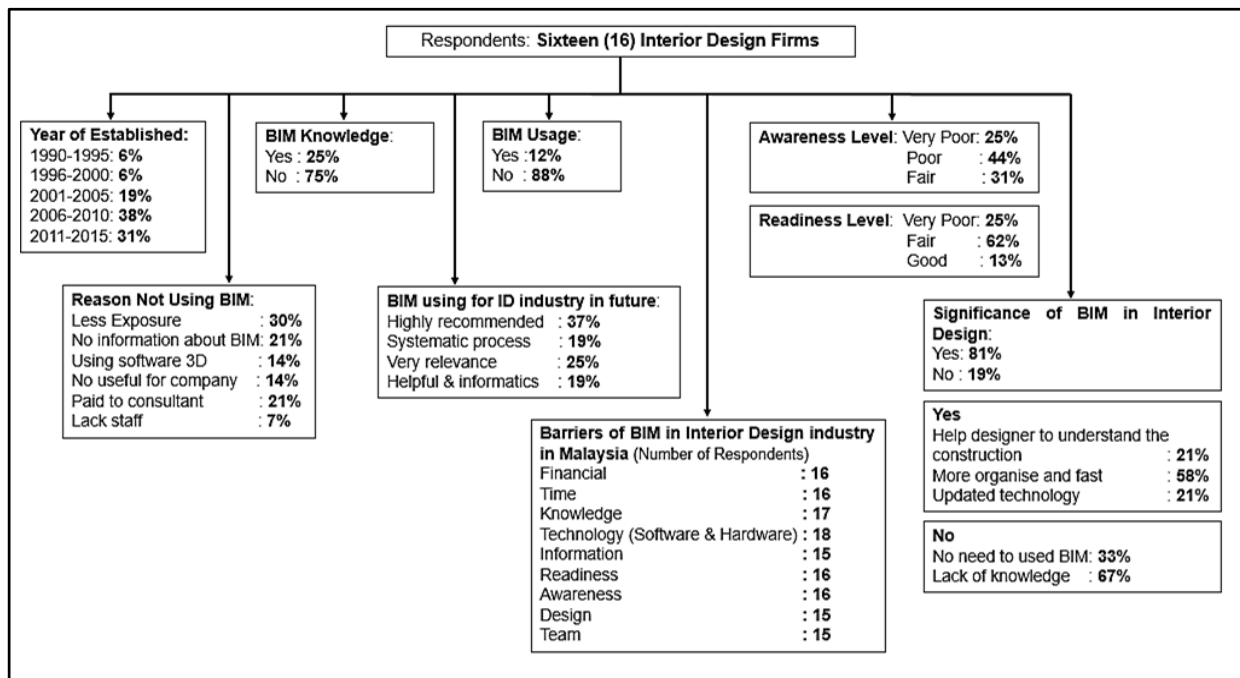 Respondents: Sixteen (16) Interior Design Firms
Year of Established:
1990-1995: 6%
1996-2000: 6%
2001-2005: 19%
2006-2010: 38%
2011-2015: 31%
BIM Knowledge:
Yes : 25%
No : 75%
BIM Usage:
Yes : 12%
No : 88%
Awareness Level: Very Poor: 25%
Poor : 44%
Fair : 31%
Readiness Level: Very Poor: 25%
Fair : 62%
Good : 13%
Reason Not Using BIM:
Less Exposure : 30%
No information about BIM: 21%
Using software 3D : 14%
No useful for company : 14%
Paid to consultant : 21%
Lack staff : 7%
BIM using for ID industry in future:
Highly recommended : 37%
Systematic process : 19%
Very relevance : 25%
Helpful & informatics : 19%
Barriers of BIM in Interior Design industry
in Malaysia (Number of Respondents)
Financial : 16
Time : 16
Knowledge : 17
Technology (Software & Hardware) : 18
Information : 15
Readiness : 16
Awareness : 16
Design : 15
Team : 15
Significance of BIM in Interior
Design:
Yes: 81%
No : 19%
Yes
Help designer to understand the
construction : 21%
More organise and fast : 58%
Updated technology : 21%
No
No need to used BIM: 33%
Lack of knowledge : 67%